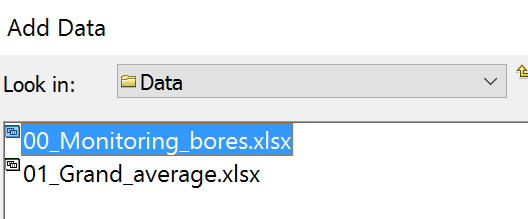 Add Data
Look in: Data
00_Monitoring_bores.xlsx
01_Grand_average.xlsx